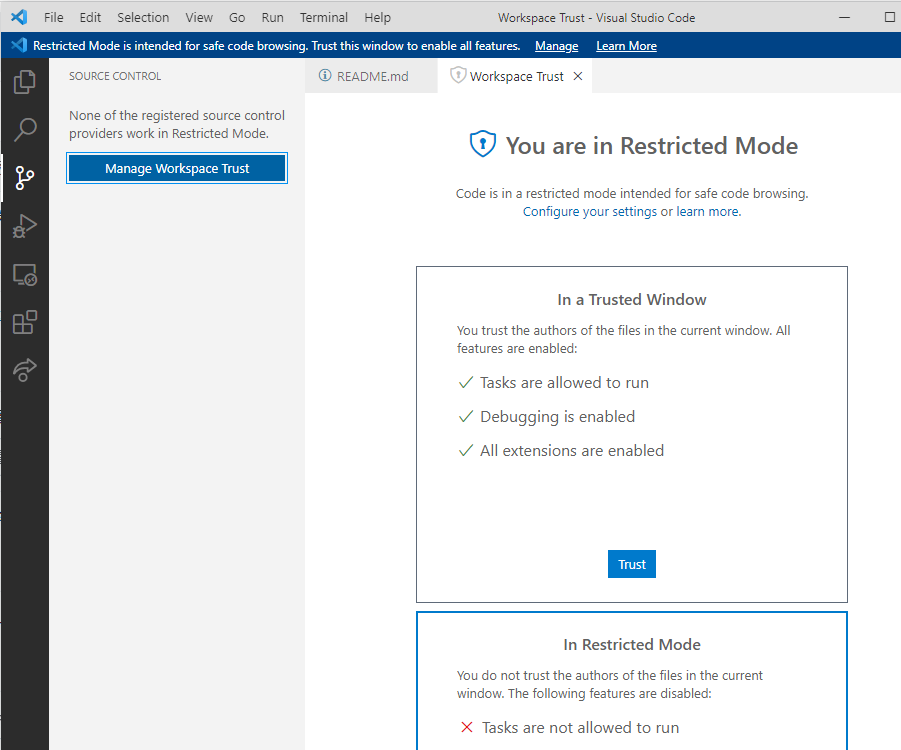 File Edit Selection View Go Run Terminal Help Workspace Trust - Visual Studio Code
Restricted Mode is intended for safe code browsing. Trust this window to enable all features. Manage Learn More
SOURCE CONTROL
None of the registered source control
providers work in Restricted Mode.
Manage Workspace Trust
README.md
Workspace Trust
You are in Restricted Mode
Code is in a restricted mode intended for safe code browsing.
Configure your settings or learn more.
In a Trusted Window
You trust the authors of the files in the current window. All
features are enabled:
Tasks are allowed to run
Debugging is enabled
All extensions are enabled
Trust
In Restricted Mode
You do not trust the authors of the files in the current
window. The following features are disabled:
Tasks are not allowed to run